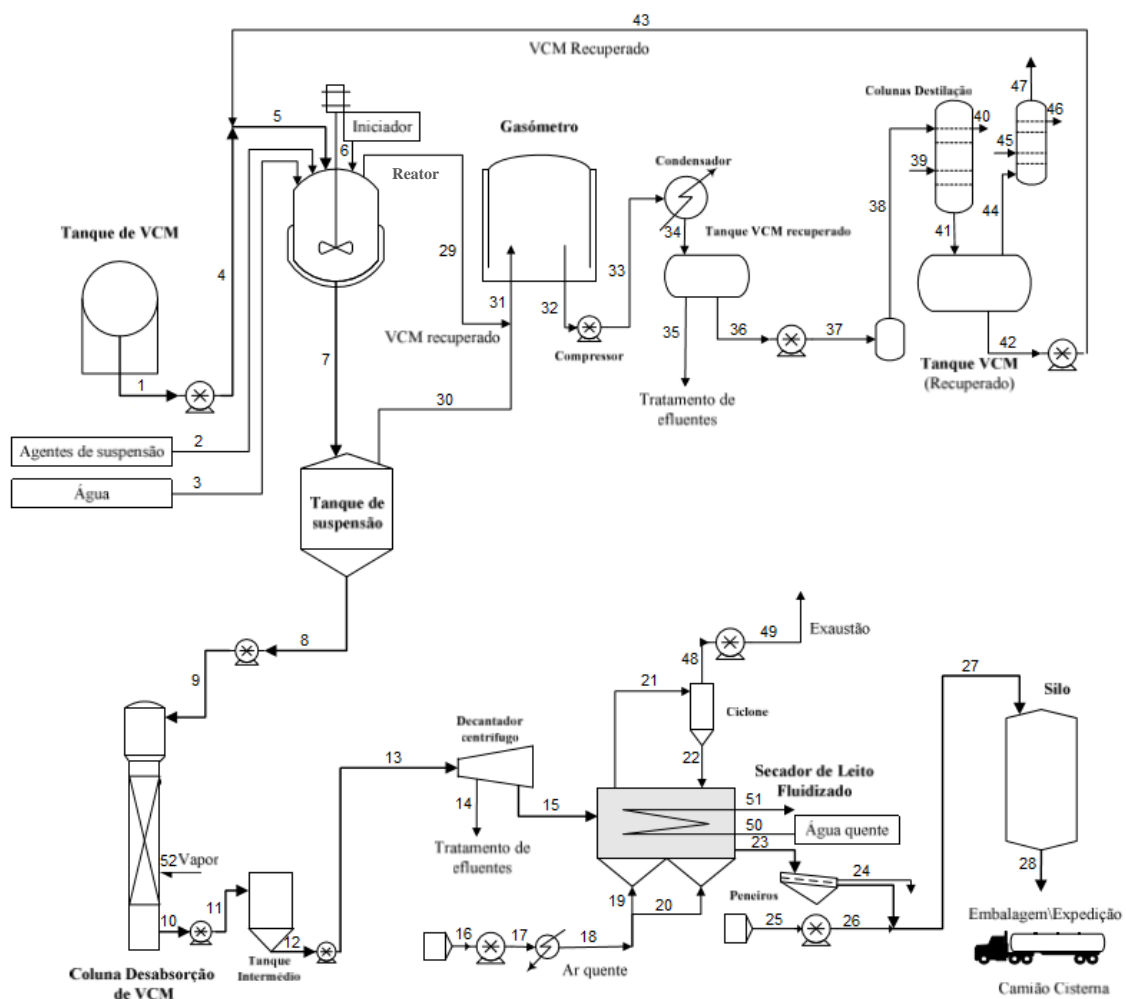 43
VCM Recuperado
5
Iniciador
6
Reator
Gasómetro
Condensador
Colunas Destilação
47
40
46
39
45
38
41
44
Tanque de VCM
4
29
31
32
33
34
Tanque VCM recuperado
35
36
37
42
1
7
VCM recuperado
Compressor
Tanque VCM
(Recuperado)
Tratamento de
efluentes
30
2
Agentes de suspensão
3
Água
Tanque de
suspensão
8
9
48
49
Exaustão
21
Ciclone
22
27
Silo
Decantador
centrífugo
13
14
15
Tratamento de
efluentes
Secador de Leito
Fluidizado
51
50
Água quente
23
24
28
52
Vapor
10
11
12
Tanque
Intermédio
Coluna Desabsorção
de VCM
19
20
16
17
18
Ar quente
Peneiros
25
26
Embalagem\Expedição
Camião Cisterna